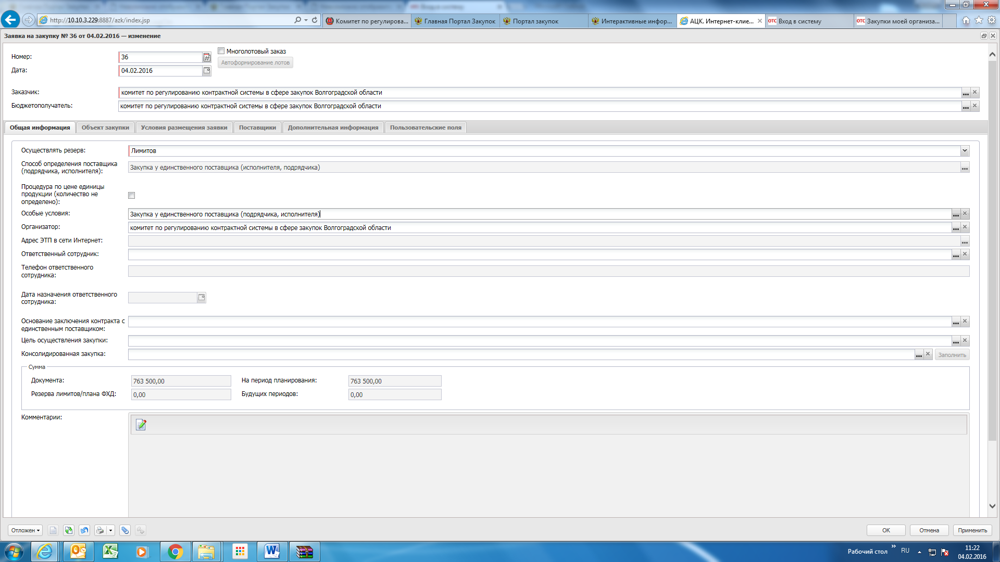 http://10.10.3.229:8887/azk/index.jsp
Комитет по регулирова...
Главная Портал Закупок
Портал закупок
Интерактивные инфор...
АЦК. Интернет-клие...
ОТС Вход в систему
ОТС Закупки моей организа...
Заявка на закупку № 36 от 04.02.2016 — изменение
Номер: 36
Многолотовый заказ
Автоформирование лотов
Дата: 04.02.2016
Заказчик: комитет по регулированию контрактной системы в сфере закупок Волгоградской области
Бюджетополучатель: комитет по регулированию контрактной системы в сфере закупок Волгоградской области
Общая информация
Объект закупки
Условия размещения заявки
Поставщики
Дополнительная информация
Пользовательские поля
Осуществлять резерв: Лимитов
Способ определения поставщика
(подрядчика, исполнителя):
Закупка у единственного поставщика (исполнителя, подрядчика)
Процедура по цене единицы
продукции (количество не
определено):
Особые условия: Закупка у единственного поставщика (подрядчика, исполнителя)
Организатор: комитет по регулированию контрактной системы в сфере закупок Волгоградской области
Адрес ЭТП в сети Интернет:
Ответственный сотрудник:
Телефон ответственного
сотрудника:
Дата назначения ответственного
сотрудника:
Основание заключения контракта с
единственным поставщиком:
Цель осуществления закупки:
Консолидированная закупка:
Заполнить
Сумма
Документа: 763 500,00 На период планирования: 763 500,00
Резерва лимитов/плана ФХД: 0,00 Будущих периодов: 0,00
Комментарии:
Отложен
ОК
Отмена
Применить
Рабочий стол
RU
11:22
04.02.2016